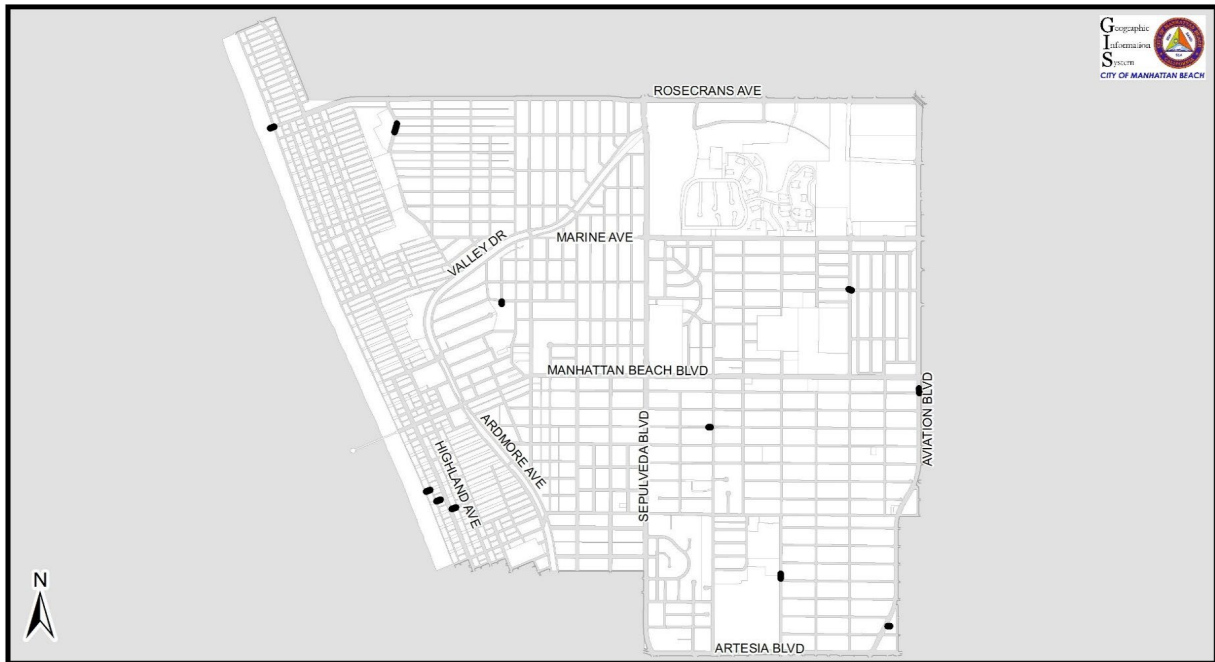 Geographic
Information
System
CITY OF MANHATTAN BEACH
ROSECRANS AVE
MARINE AVE
VALLEY DR
MANHATTAN BEACH BLVD
AVIATION BLVD
SEPULVEDA BLVD
ARDMORE AVE
HIGHLAND AVE
N
ARTESIA BLVD